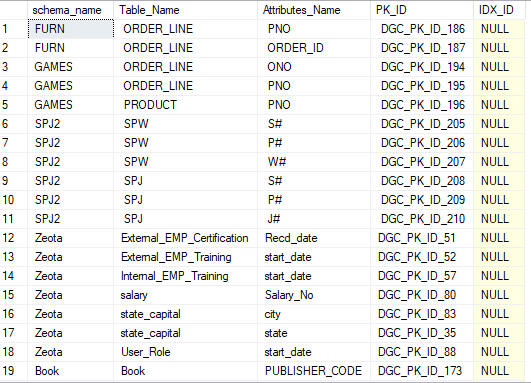 schema_name Table_Name Attributes_Name PK_ID IDX_ID
1 FURN ORDER_LINE PNO DGC_PK_ID_186 NULL
2 FURN ORDER_LINE ORDER_ID DGC_PK_ID_187 NULL
3 GAMES ORDER_LINE ONO DGC_PK_ID_194 NULL
4 GAMES ORDER_LINE PNO DGC_PK_ID_195 NULL
5 GAMES PRODUCT PNO DGC_PK_ID_196 NULL
6 SPJ2 SPW S# DGC_PK_ID_205 NULL
7 SPJ2 SPW P# DGC_PK_ID_206 NULL
8 SPJ2 SPW W# DGC_PK_ID_207 NULL
9 SPJ2 SPJ S# DGC_PK_ID_208 NULL
10 SPJ2 SPJ P# DGC_PK_ID_209 NULL
11 SPJ2 SPJ J# DGC_PK_ID_210 NULL
12 Zeota External_EMP_Certification Recd_date DGC_PK_ID_51 NULL
13 Zeota External_EMP_Training start_date DGC_PK_ID_52 NULL
14 Zeota Internal_EMP_Training start_date DGC_PK_ID_57 NULL
15 Zeota salary Salary_No DGC_PK_ID_80 NULL
16 Zeota state_capital city DGC_PK_ID_83 NULL
17 Zeota state_capital state DGC_PK_ID_35 NULL
18 Zeota User_Role start_date DGC_PK_ID_88 NULL
19 Book Book PUBLISHER_CODE DGC_PK_ID_173 NULL